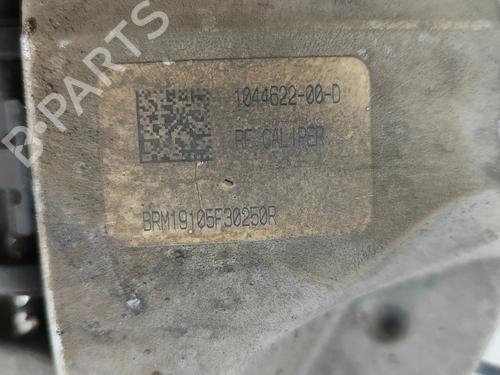 B-PARTS
1044622-00-D
RF CALIPER
BRM19105F30250R